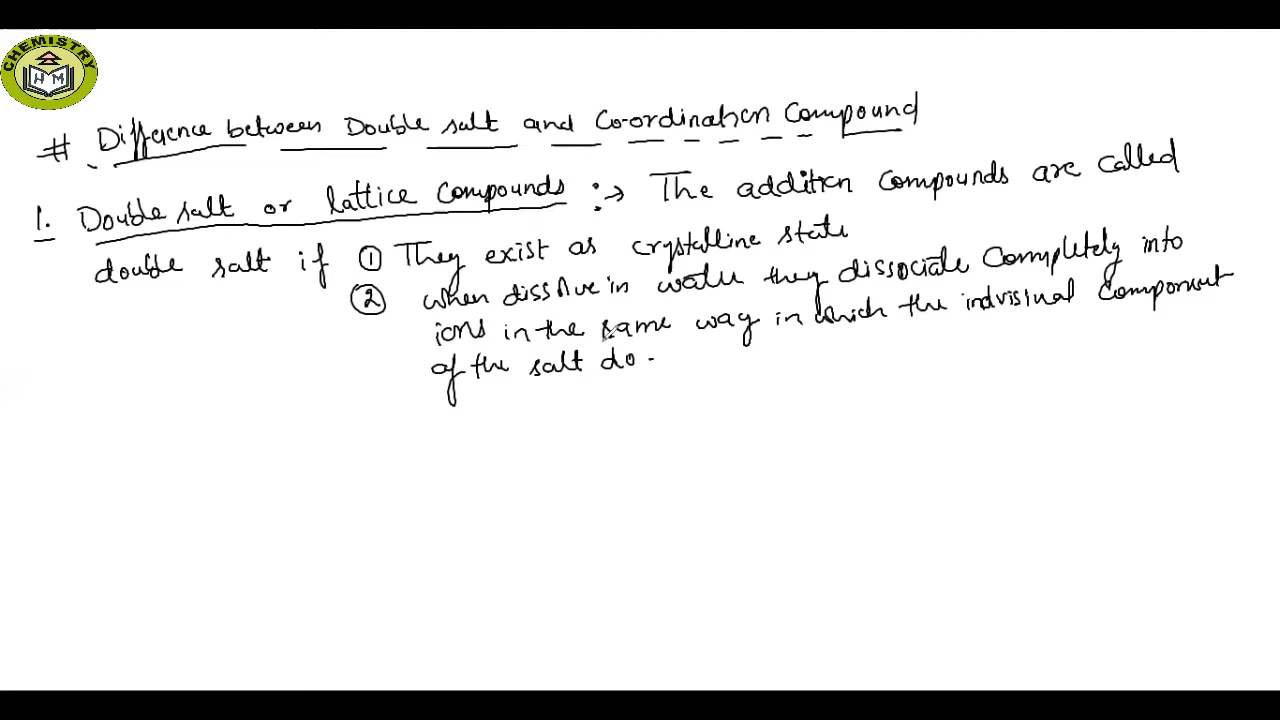 CHEMISTRY
H M
# Difference between Double salt and Co-ordination Compound
1. Double salt or lattice compounds :→ The addition compounds are called
double salt if ① They exist as crystalline state
② when dissolve in water they dissociate completely into
ions in the same way in which the indvisinal component
of the salt do.